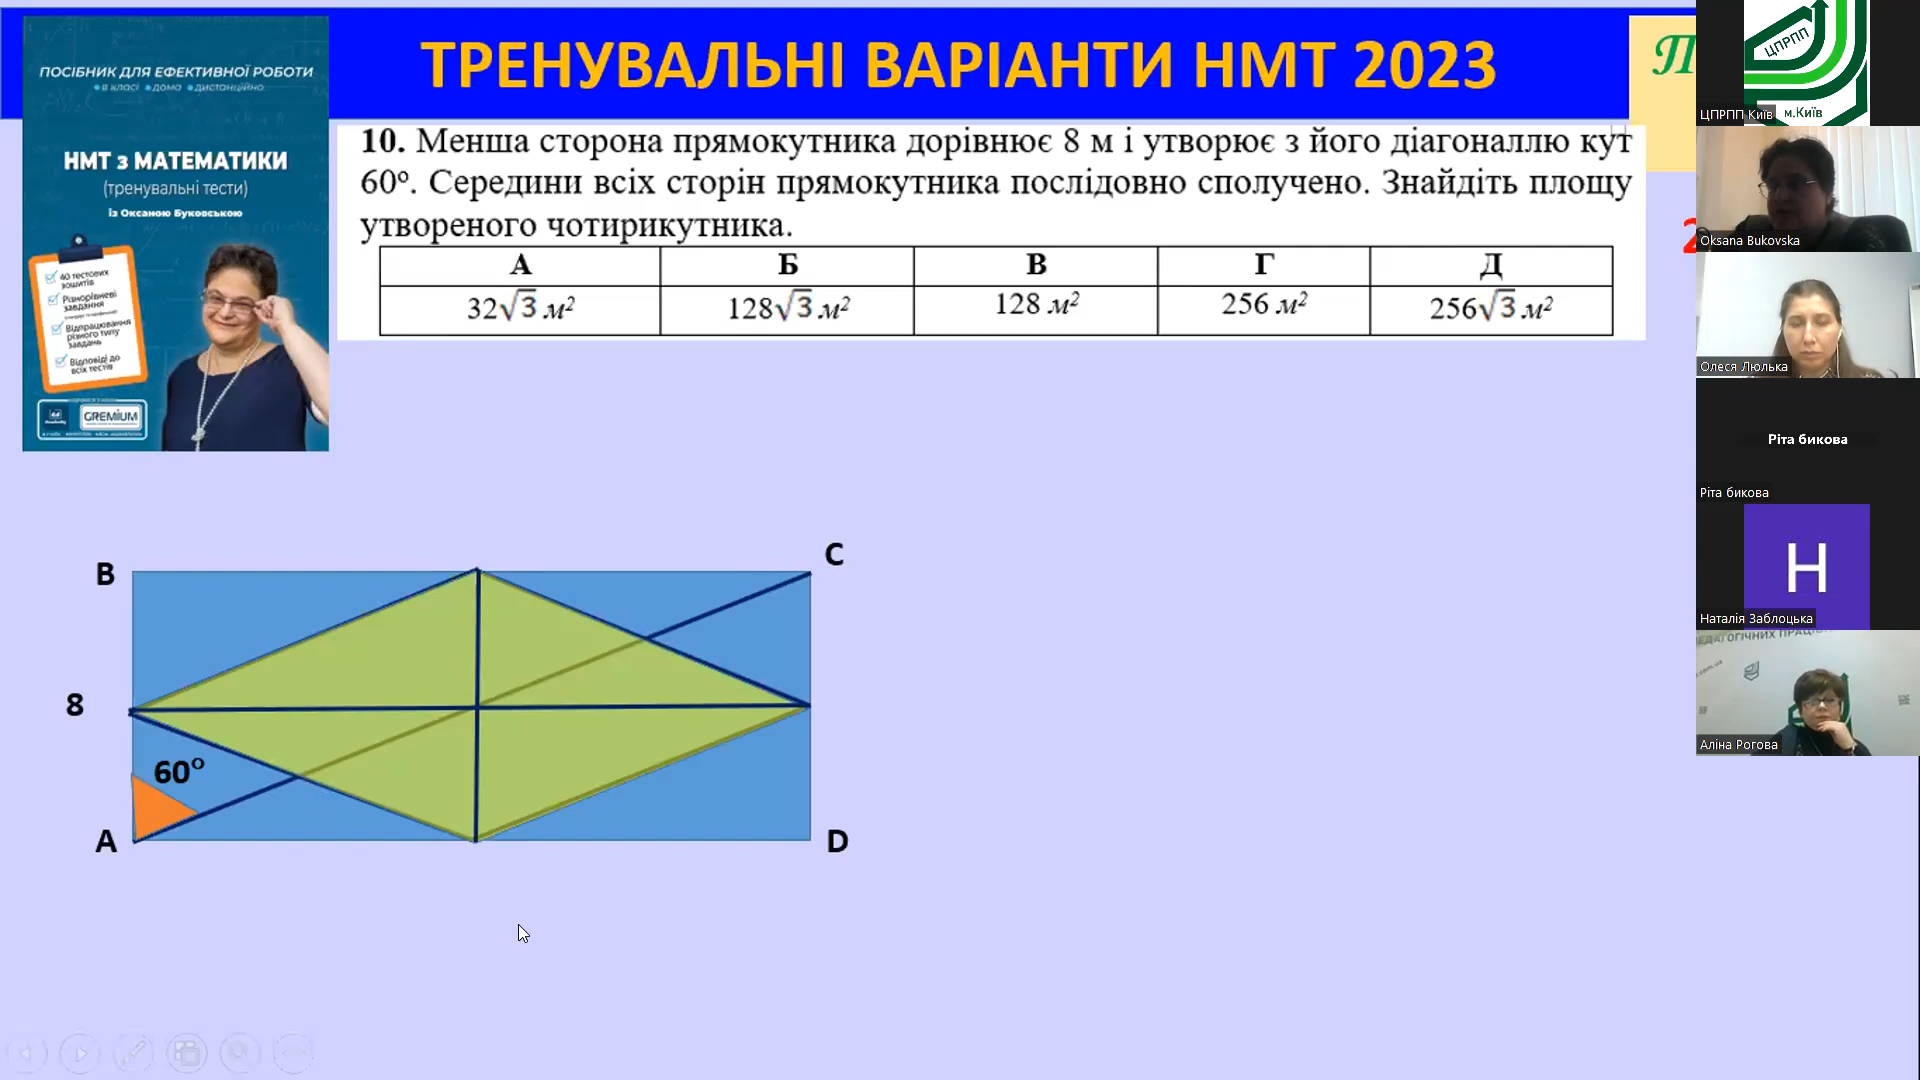 ПОСІБНИК ДЛЯ ЕФЕКТИВНОЇ РОБОТИ
• в класі • дома • дистанційно
НМТ з МАТЕМАТИКИ
(тренувальні тести)
із Оксаною Буковською
40 тестових
зошитів
Різнорівневі
завдання
Відпрацювання
різного типу
завдань
Відповіді до
всіх тестів
GREMIUM
ТРЕНУВАЛЬНІ ВАРІАНТИ НМТ 2023
10. Менша сторона прямокутника дорівнює 8 м і утворює з його діагоналлю кут
60º. Середини всіх сторін прямокутника послідовно сполучено. Знайдіть площу
утвореного чотирикутника.
А Б В Г Д
32√3 м² 128√3 м² 128 м² 256 м² 256√3 м²
B
C
8
60º
A
D
П
2
ЦПРПП
м.Київ
ЦПРПП Київ
Oksana Bukovska
Олеся Люлька
Ріта бикова
Ріта бикова
Н
Наталія Заблоцька
Аліна Рогова